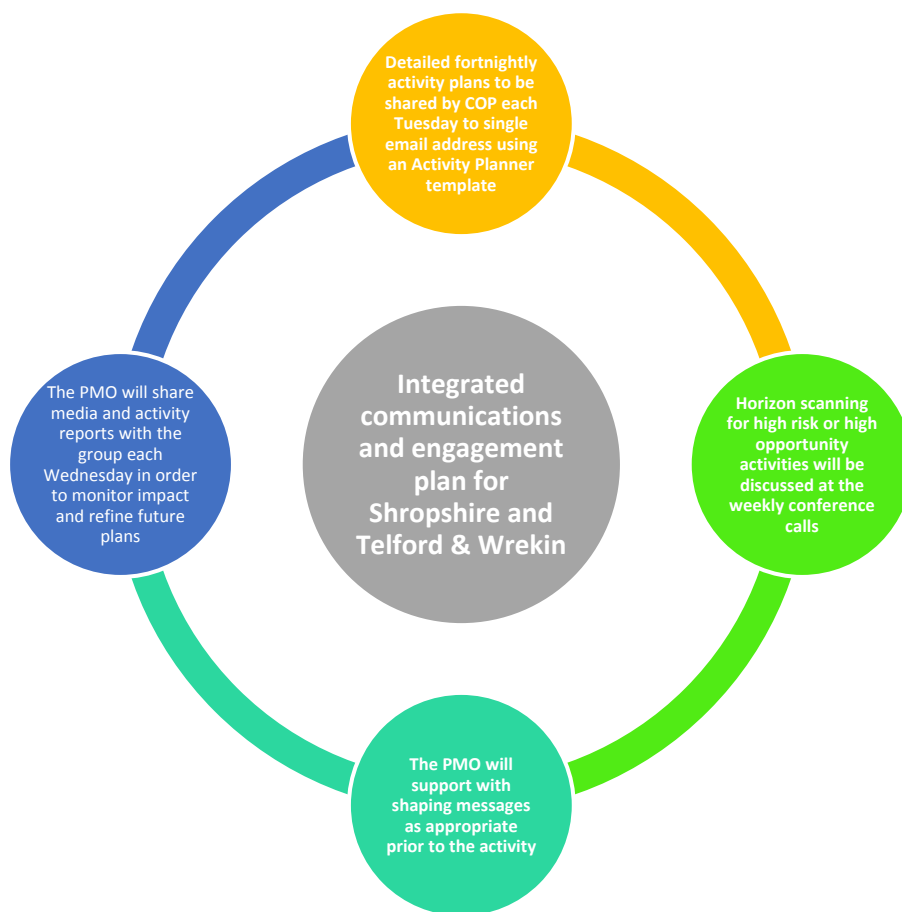 Detailed fortnightly
activity plans to be
shared by COP each
Tuesday to single
email address using
an Activity Planner
template
Horizon scanning
for high risk or high
opportunity
activities will be
discussed at the
weekly conference
calls
The PMO will
support with
shaping messages
as appropriate
prior to the activity
The PMO will share
media and activity
reports with the
group each
Wednesday in order
to monitor impact
and refine future
plans
Integrated
communications
and engagement
plan for
Shropshire and
Telford & Wrekin